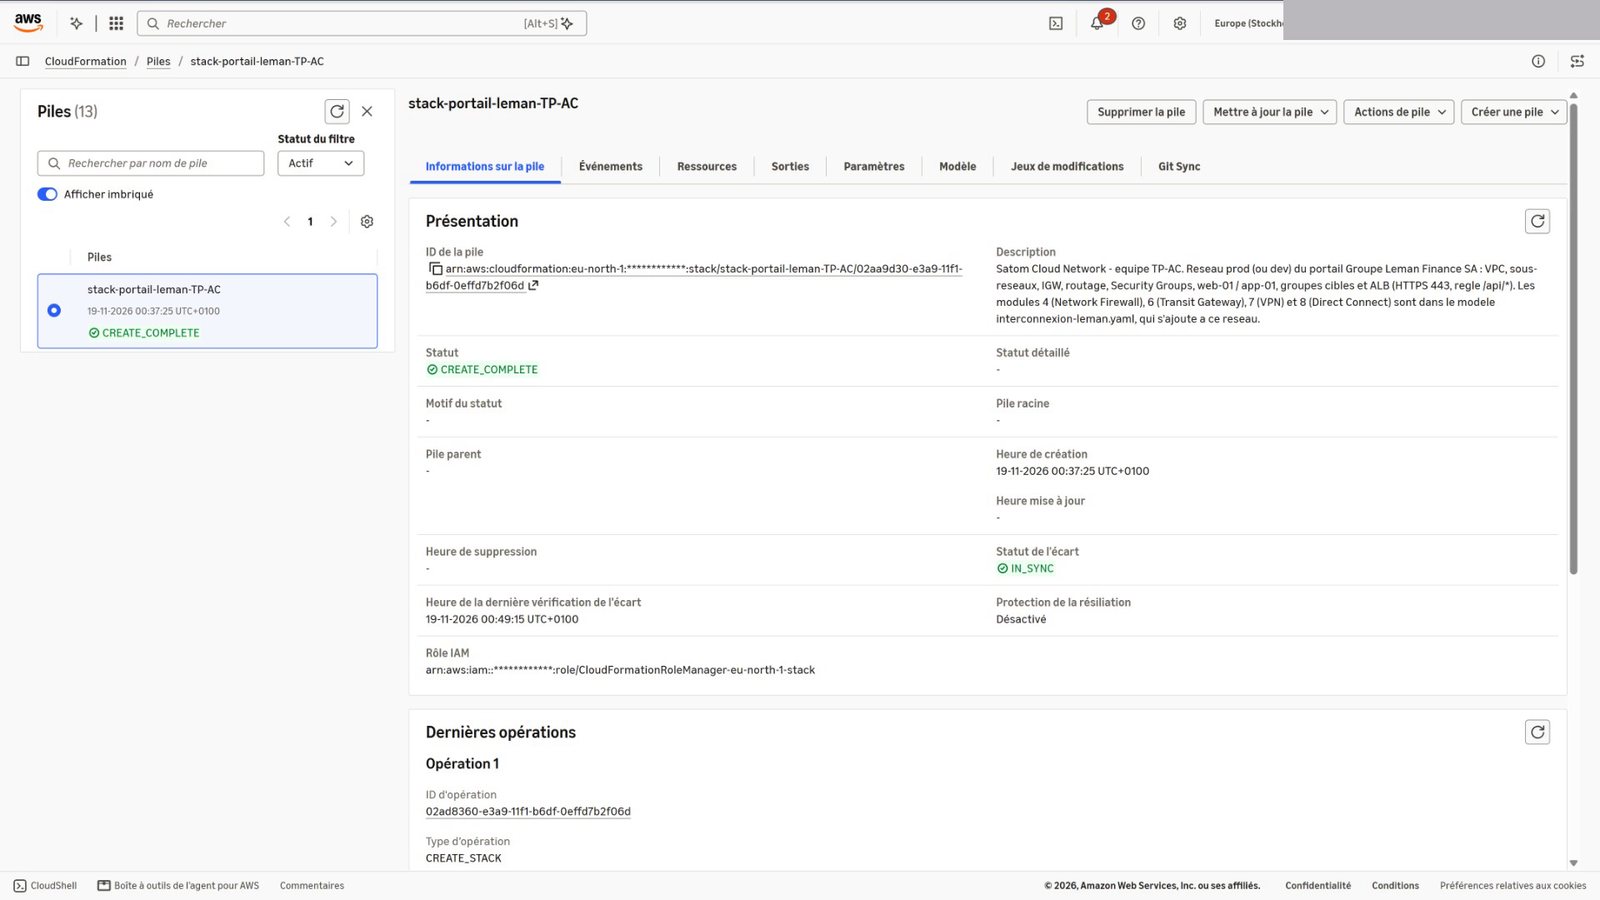 aws
Rechercher
[Alt+S]
2
CloudFormation / Piles / stack-portail-leman-TP-AC
Piles (13)
Statut du filtre
Rechercher par nom de pile
Actif
Afficher imbriqué
1
Piles
stack-portail-leman-TP-AC
19-11-2026 00:37:25 UTC+0100
CREATE_COMPLETE
stack-portail-leman-TP-AC
Supprimer la pile
Mettre à jour la pile
Actions de pile
Créer une pile
Informations sur la pile
Événements
Ressources
Sorties
Paramètres
Modèle
Jeux de modifications
Git Sync
Présentation
ID de la pile
arn:aws:cloudformation:eu-north-1:************:stack/stack-portail-leman-TP-AC/02aa9d30-e3a9-11f1-
b6df-0effd7b2f06d
Description
Satom Cloud Network - equipe TP-AC. Reseau prod (ou dev) du portail Groupe Leman Finance SA : VPC, sous-
reseaux, IGW, routage, Security Groups, web-01 / app-01, groupes cibles et ALB (HTTPS 443, regle /api/*). Les
modules 4 (Network Firewall), 6 (Transit Gateway), 7 (VPN) et 8 (Direct Connect) sont dans le modele
interconnexion-leman.yaml, qui s'ajoute a ce reseau.
Statut
CREATE_COMPLETE
Statut détaillé
-
Motif du statut
-
Pile racine
-
Pile parent
-
Heure de création
19-11-2026 00:37:25 UTC+0100
Heure mise à jour
-
Heure de suppression
-
Statut de l'écart
IN_SYNC
Heure de la dernière vérification de l'écart
19-11-2026 00:49:15 UTC+0100
Protection de la résiliation
Désactivé
Rôle IAM
arn:aws:iam::************:role/CloudFormationRoleManager-eu-north-1-stack
Dernières opérations
Opération 1
ID d'opération
02ad8360-e3a9-11f1-b6df-0effd7b2f06d
Type d'opération
CREATE_STACK
CloudShell
Boîte à outils de l'agent pour AWS
Commentaires
© 2026, Amazon Web Services, Inc. ou ses affiliés.
Confidentialité
Conditions
Préférences relatives aux cookies
Europe